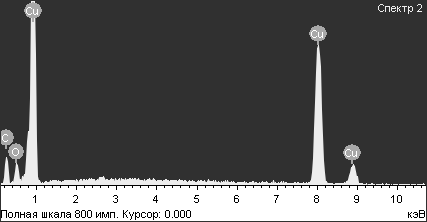 Спектр 2
Cu
Cu
C
O
Cu
1 2 3 4 5 6 7 8 9 10
Полная шкала 800 имп. Курсор: 0.000 кэВ